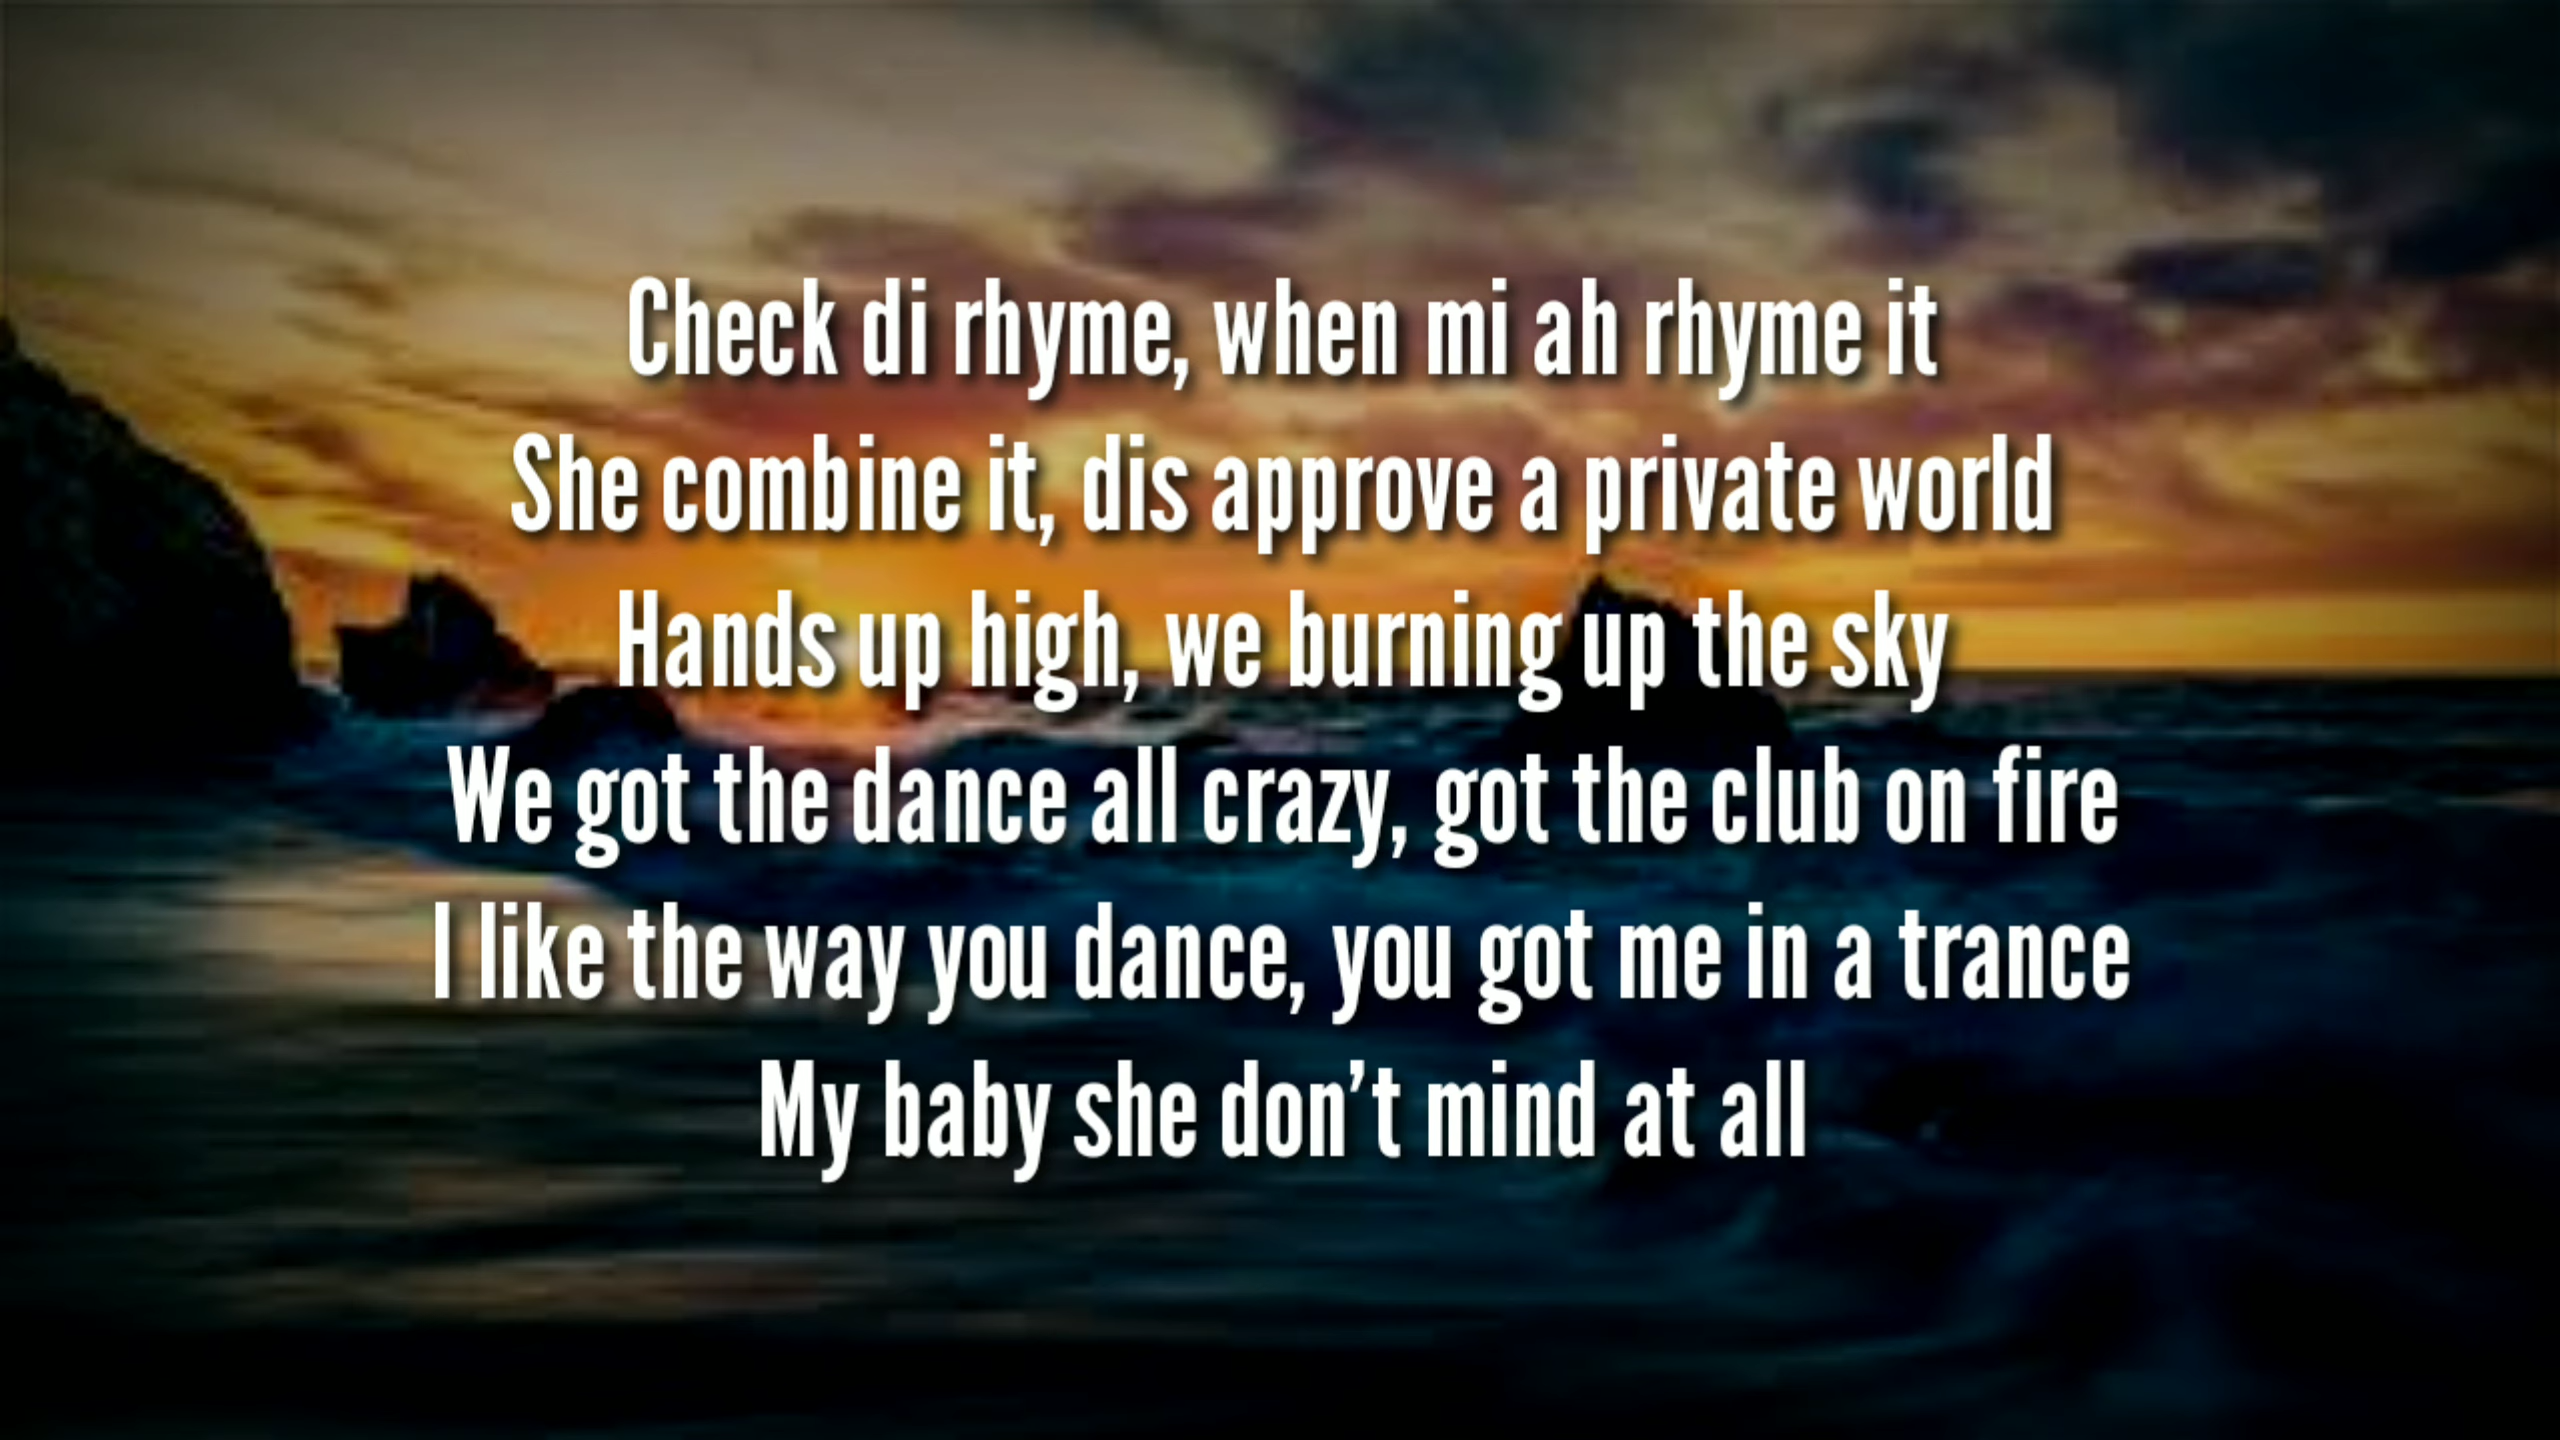 Check di rhyme, when mi ah rhyme it
She combine it, dis approve a private world
Hands up high, we burning up the sky
We got the dance all crazy, got the club on fire
I like the way you dance, you got me in a trance
My baby she don’t mind at all